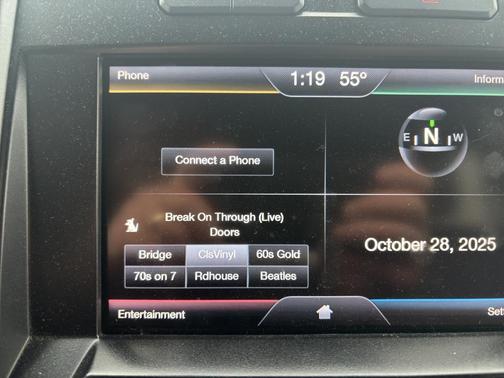 Phone
1:19 55°
Inform
Connect a Phone
E N W
Break On Through (Live)
Doors
Bridge ClsVinyl 60s Gold
70s on 7 Rdhouse Beatles
October 28, 2025
Entertainment
Set